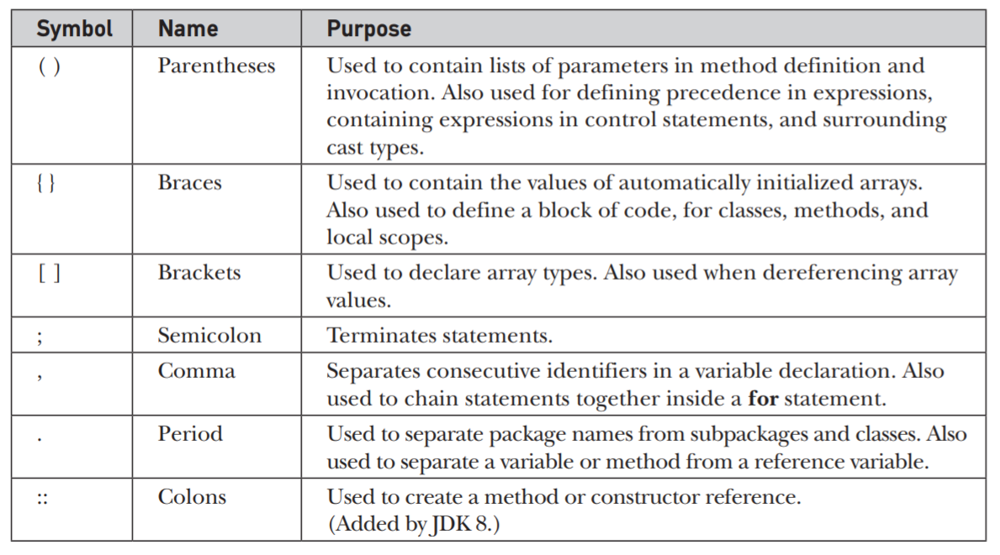 Symbol Name Purpose
( ) Parentheses Used to contain lists of parameters in method definition and
invocation. Also used for defining precedence in expressions,
containing expressions in control statements, and surrounding
cast types.
{ } Braces Used to contain the values of automatically initialized arrays.
Also used to define a block of code, for classes, methods, and
local scopes.
[ ] Brackets Used to declare array types. Also used when dereferencing array
values.
; Semicolon Terminates statements.
, Comma Separates consecutive identifiers in a variable declaration. Also
used to chain statements together inside a for statement.
. Period Used to separate package names from subpackages and classes. Also
used to separate a variable or method from a reference variable.
:: Colons Used to create a method or constructor reference.
(Added by JDK 8.)